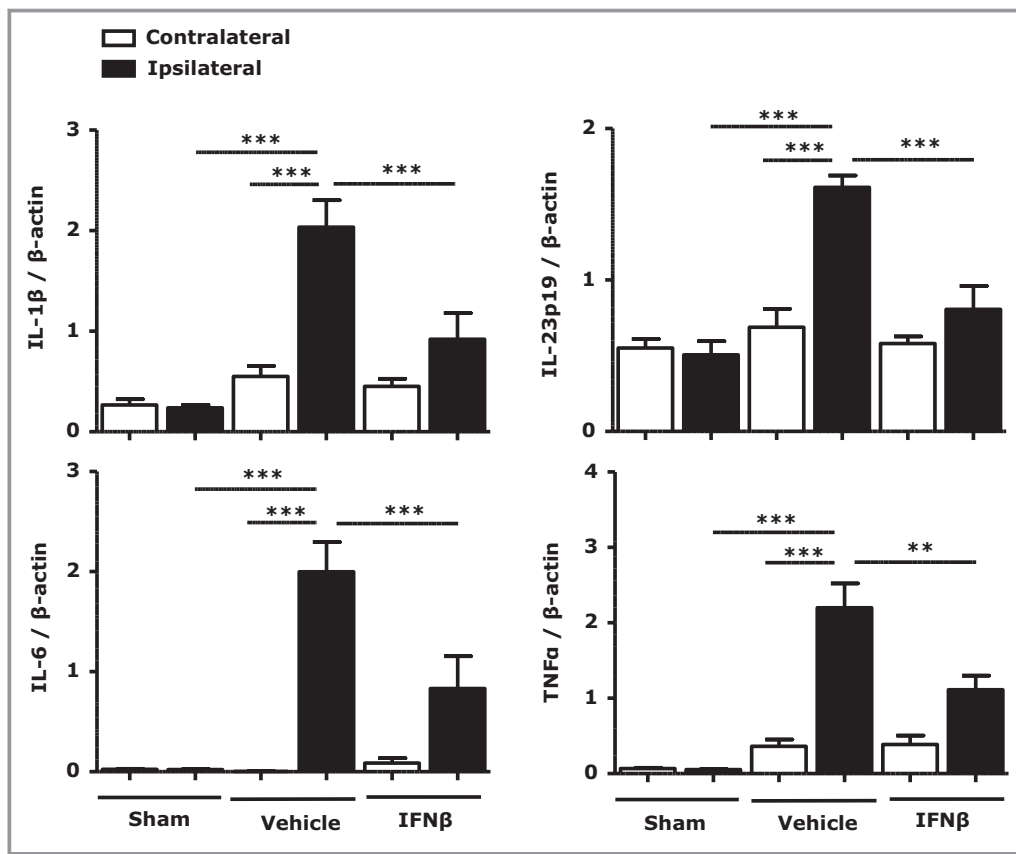 Contralateral
Ipsilateral
IL-1β / β-actin
3
2
1
0
***
***
***
IL-23p19 / β-actin
2
1
0
***
***
***
IL-6 / β-actin
3
2
1
0
***
***
***
Sham
Vehicle
IFNβ
TNFα / β-actin
4
3
2
1
0
***
***
**
Sham
Vehicle
IFNβ